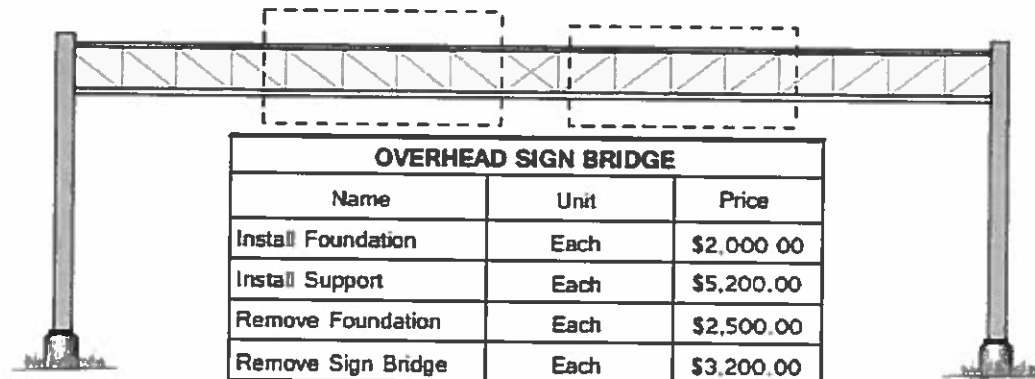 OVERHEAD SIGN BRIDGE
Name Unit Price
Install Foundation Each $2,000 00
Install Support Each $5,200.00
Remove Foundation Each $2,500.00
Remove Sign Bridge Each $3,200.00